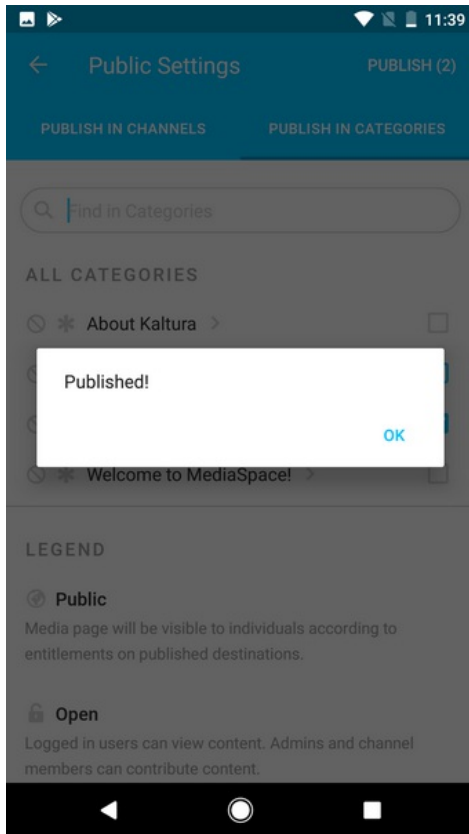 11:39
Public Settings
PUBLISH (2)
PUBLISH IN CHANNELS
PUBLISH IN CATEGORIES
Find in Categories
ALL CATEGORIES
About Kaltura
Published!
OK
Welcome to MediaSpace!
LEGEND
Public
Media page will be visible to individuals according to
entitlements on published destinations.
Open
Logged in users can view content. Admins and channel
members can contribute content.